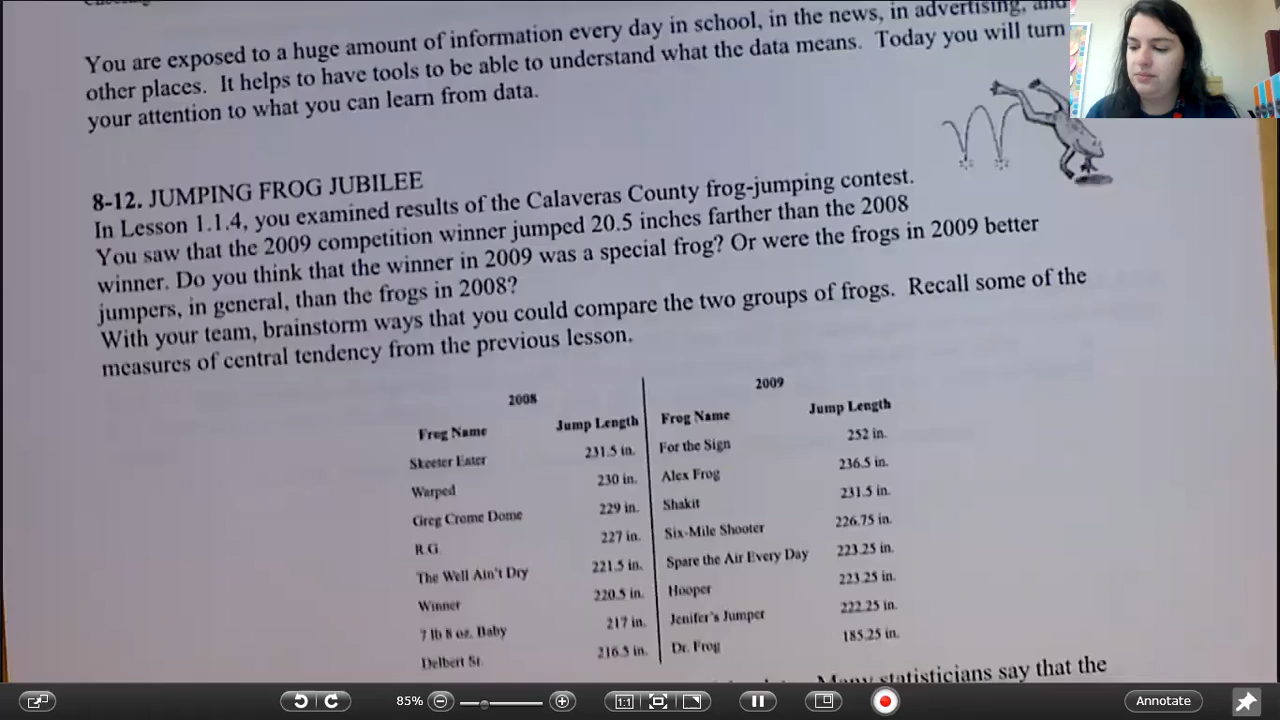 You are exposed to a huge amount of information every day in school, in the news, in advertising, and
other places. It helps to have tools to be able to understand what the data means. Today you will turn
your attention to what you can learn from data.
8-12. JUMPING FROG JUBILEE
In Lesson 1.1.4, you examined results of the Calaveras County frog-jumping contest.
You saw that the 2009 competition winner jumped 20.5 inches farther than the 2008
winner. Do you think that the winner in 2009 was a special frog? Or were the frogs in 2009 better
jumpers, in general, than the frogs in 2008?
With your team, brainstorm ways that you could compare the two groups of frogs. Recall some of the
measures of central tendency from the previous lesson.
2008 2009
Frog Name Jump Length Frog Name Jump Length
Skeeter Eater 231.5 in. For the Sign 252 in.
Warped 230 in. Alex Frog 236.5 in.
Greg Crome Dome 229 in. Shakit 231.5 in.
R G 227 in. Six-Mile Shooter 226.75 in.
The Well Ain't Dry 221.5 in. Spare the Air Every Day 223.25 in.
Winner 220.5 in. Hooper 223.25 in.
7 lb 8 oz. Baby 217 in. Jenifer's Jumper 222.25 in.
Delbert Sr. 216.5 in. Dr. Frog 185.25 in.
Many statisticians say that the
85% 1:1 Annotate